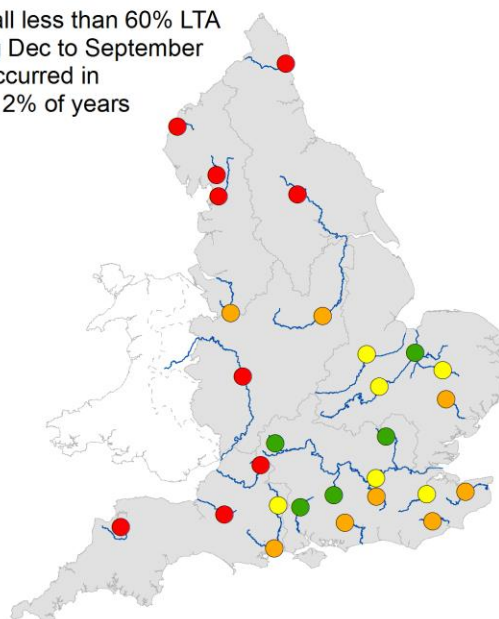 all less than 60% LTA
Dec to September
ccurred in
2% of years